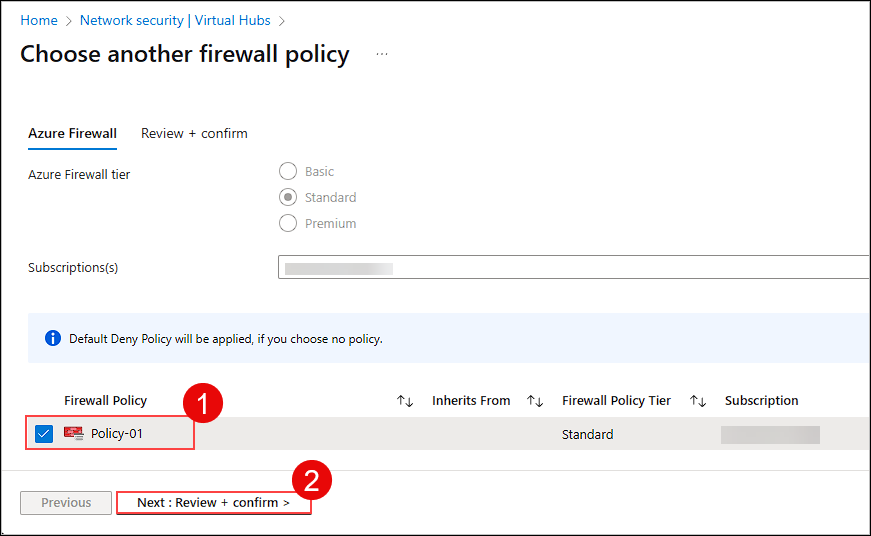 Home > Network security | Virtual Hubs >
Choose another firewall policy ...
Azure Firewall Review + confirm
Azure Firewall tier
Basic
Standard
Premium
Subscriptions(s)
Default Deny Policy will be applied, if you choose no policy.
1
Firewall Policy ↑↓ Inherits From ↑↓ Firewall Policy Tier ↑↓ Subscription
Policy-01 Standard
2
Previous Next : Review + confirm >